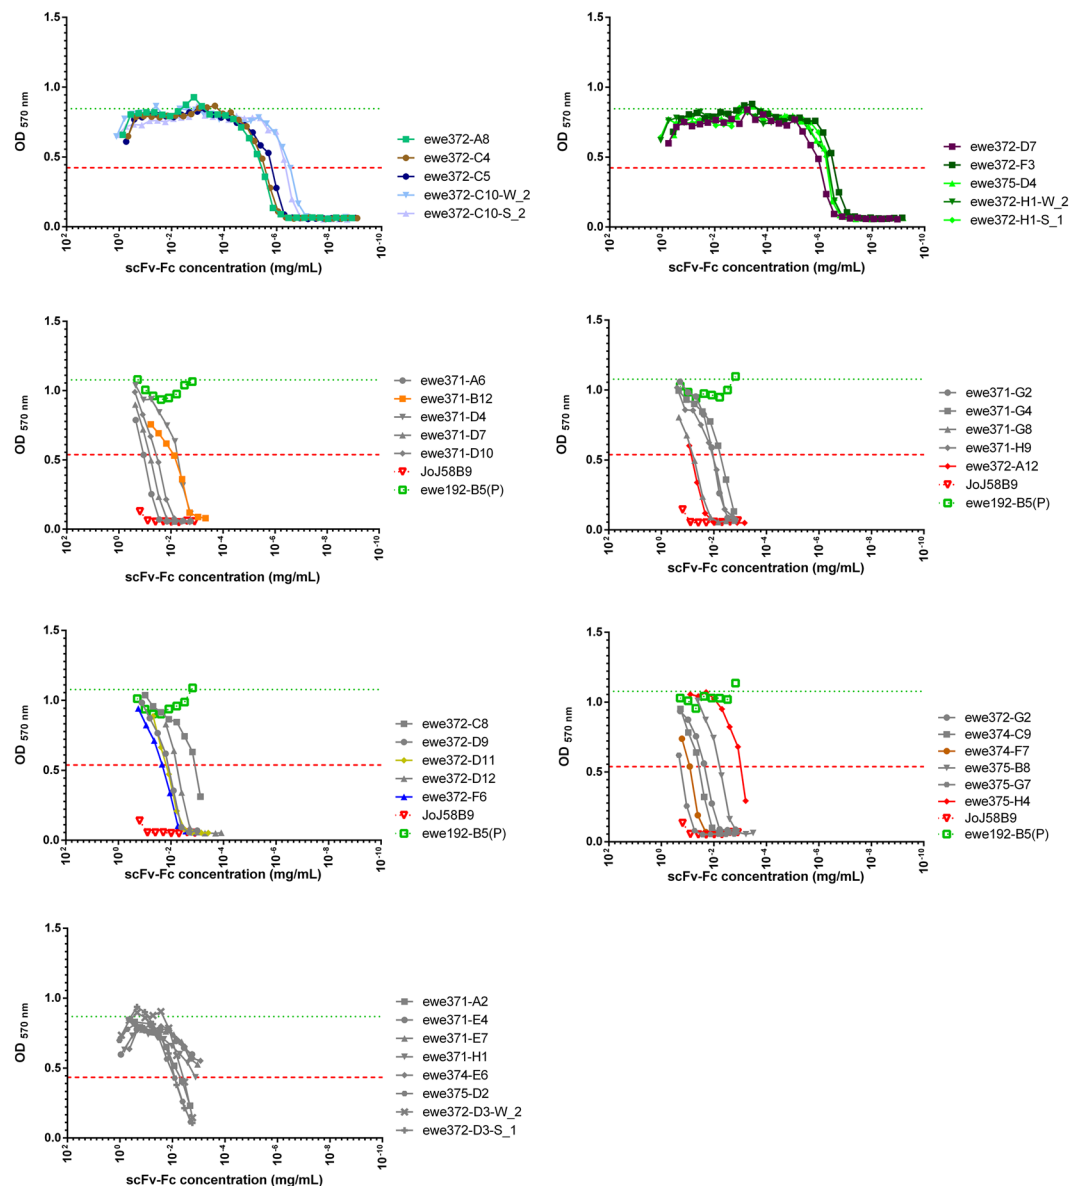 1.5
1.0
0.5
0.0
OD 570 nm
10 2
10 0
10 -2
10 -4
10 -6
10 -8
10 -10
scFv-Fc concentration (mg/mL)
ewe372-A8
ewe372-C4
ewe372-C5
ewe372-C10-W_2
ewe372-C10-S_2
1.5
1.0
0.5
0.0
OD 570 nm
10 2
10 0
10 -2
10 -4
10 -6
10 -8
10 -10
scFv-Fc concentration (mg/mL)
ewe372-D7
ewe372-F3
ewe375-D4
ewe372-H1-W_2
ewe372-H1-S_1
1.5
1.0
0.5
0.0
OD 570 nm
10 2
10 0
10 -2
10 -4
10 -6
10 -8
10 -10
scFv-Fc concentration (mg/mL)
ewe371-A6
ewe371-B12
ewe371-D4
ewe371-D7
ewe371-D10
JoJ58B9
ewe192-B5(P)
1.5
1.0
0.5
0.0
OD 570 nm
10 2
10 0
10 -2
10 -4
10 -6
10 -8
10 -10
scFv-Fc concentration (mg/mL)
ewe371-G2
ewe371-G4
ewe371-G8
ewe371-H9
ewe372-A12
JoJ58B9
ewe192-B5(P)
1.5
1.0
0.5
0.0
OD 570 nm
10 2
10 0
10 -2
10 -4
10 -6
10 -8
10 -10
scFv-Fc concentration (mg/mL)
ewe372-C8
ewe372-D9
ewe372-D11
ewe372-D12
ewe372-F6
JoJ58B9
ewe192-B5(P)
1.5
1.0
0.5
0.0
OD 570 nm
10 2
10 0
10 -2
10 -4
10 -6
10 -8
10 -10
scFv-Fc concentration (mg/mL)
ewe372-G2
ewe374-C9
ewe374-F7
ewe375-B8
ewe375-G7
ewe375-H4
JoJ58B9
ewe192-B5(P)
1.5
1.0
0.5
0.0
OD 570 nm
10 2
10 0
10 -2
10 -4
10 -6
10 -8
10 -10
scFv-Fc concentration (mg/mL)
ewe371-A2
ewe371-E4
ewe371-E7
ewe371-H1
ewe374-E6
ewe375-D2
ewe372-D3-W_2
ewe372-D3-S_1